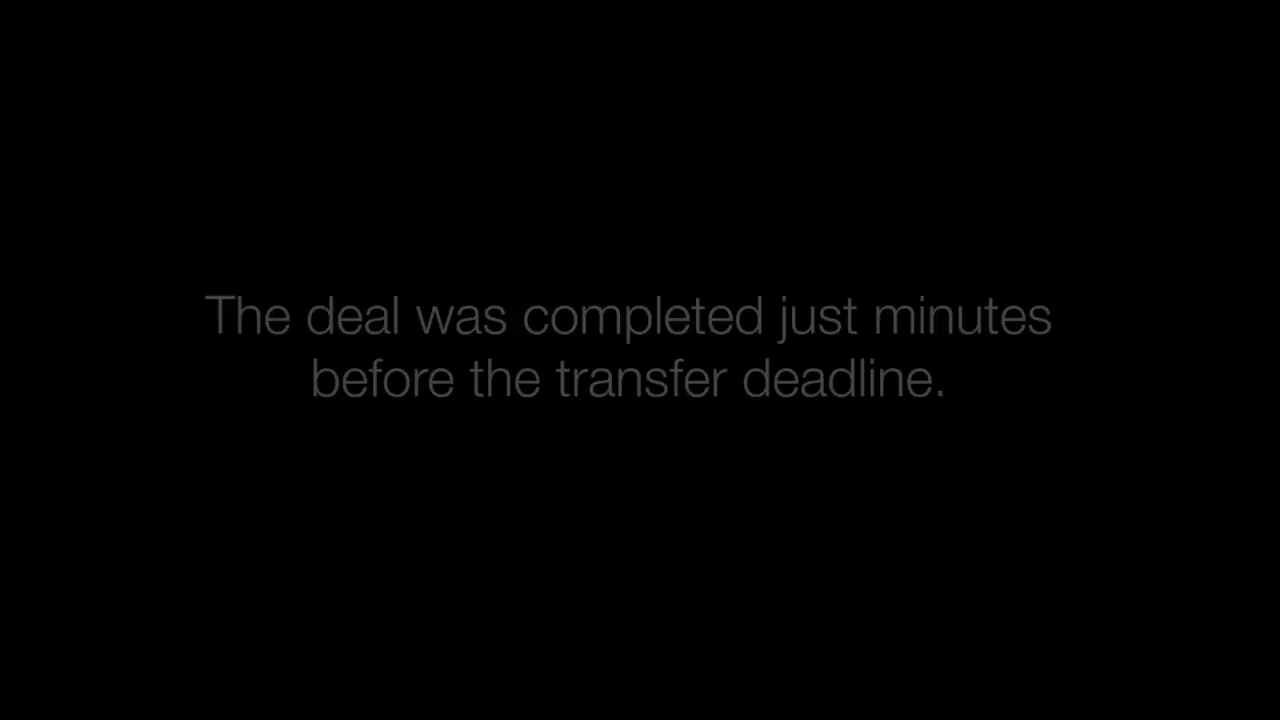 The deal was completed just minutes
before the transfer deadline.